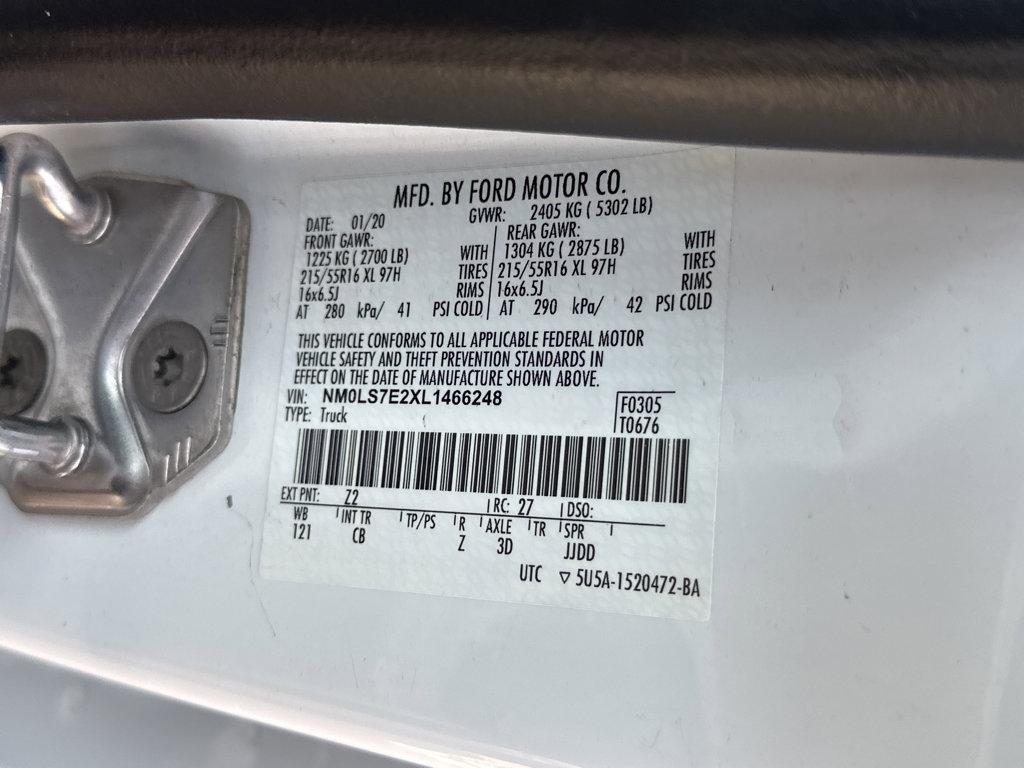 MFD. BY FORD MOTOR CO.
DATE: 01/20 GVWR: 2405 KG ( 5302 LB)
FRONT GAWR: REAR GAWR:
1225 KG ( 2700 LB) WITH 1304 KG ( 2875 LB) WITH
215/55R16 XL 97H TIRES 215/55R16 XL 97H TIRES
16x6.5J RIMS 16x6.5J RIMS
AT 280 kPa/ 41 PSI COLD AT 290 kPa/ 42 PSI COLD
THIS VEHICLE CONFORMS TO ALL APPLICABLE FEDERAL MOTOR
VEHICLE SAFETY AND THEFT PREVENTION STANDARDS IN
EFFECT ON THE DATE OF MANUFACTURE SHOWN ABOVE.
VIN: NM0LS7E2XL1466248 F0305
TYPE: Truck T0676
EXT PNT: Z2 RC: 27 DSO:
WB INT TR TP/PS R AXLE TR SPR
121 CB Z 3D JJDD
UTC ▽ 5U5A-1520472-BA